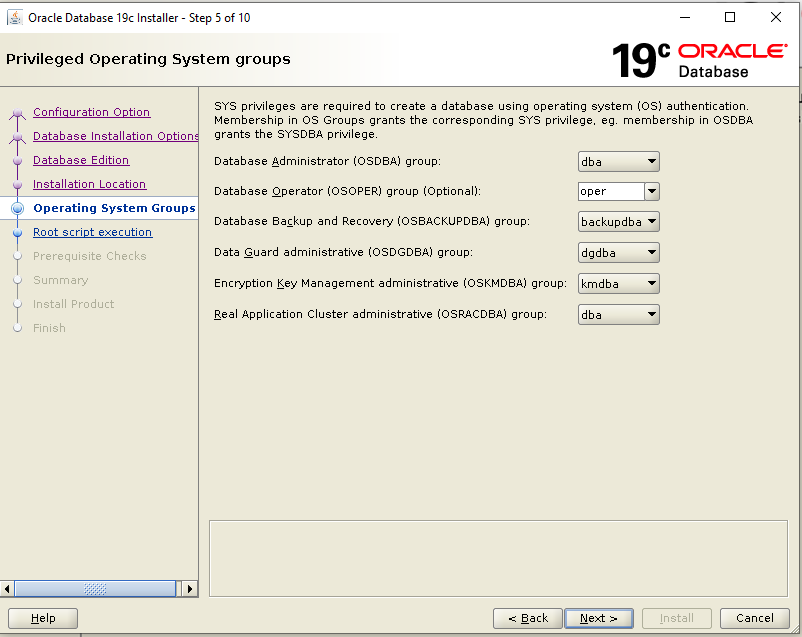 Oracle Database 19c Installer - Step 5 of 10
Privileged Operating System groups
19c ORACLE
Database
Configuration Option
Database Installation Options
Database Edition
Installation Location
Operating System Groups
Root script execution
Prerequisite Checks
Summary
Install Product
Finish
SYS privileges are required to create a database using operating system (OS) authentication.
Membership in OS Groups grants the corresponding SYS privilege, eg. membership in OSDBA
grants the SYSDBA privilege.
Database Administrator (OSDBA) group: dba
Database Operator (OSOPER) group (Optional): oper
Database Backup and Recovery (OSBACKUPDBA) group: backupdba
Data Guard administrative (OSDGDBA) group: dgdba
Encryption Key Management administrative (OSKMDBA) group: kmdba
Real Application Cluster administrative (OSRACDBA) group: dba
Help
< Back
Next >
Install
Cancel